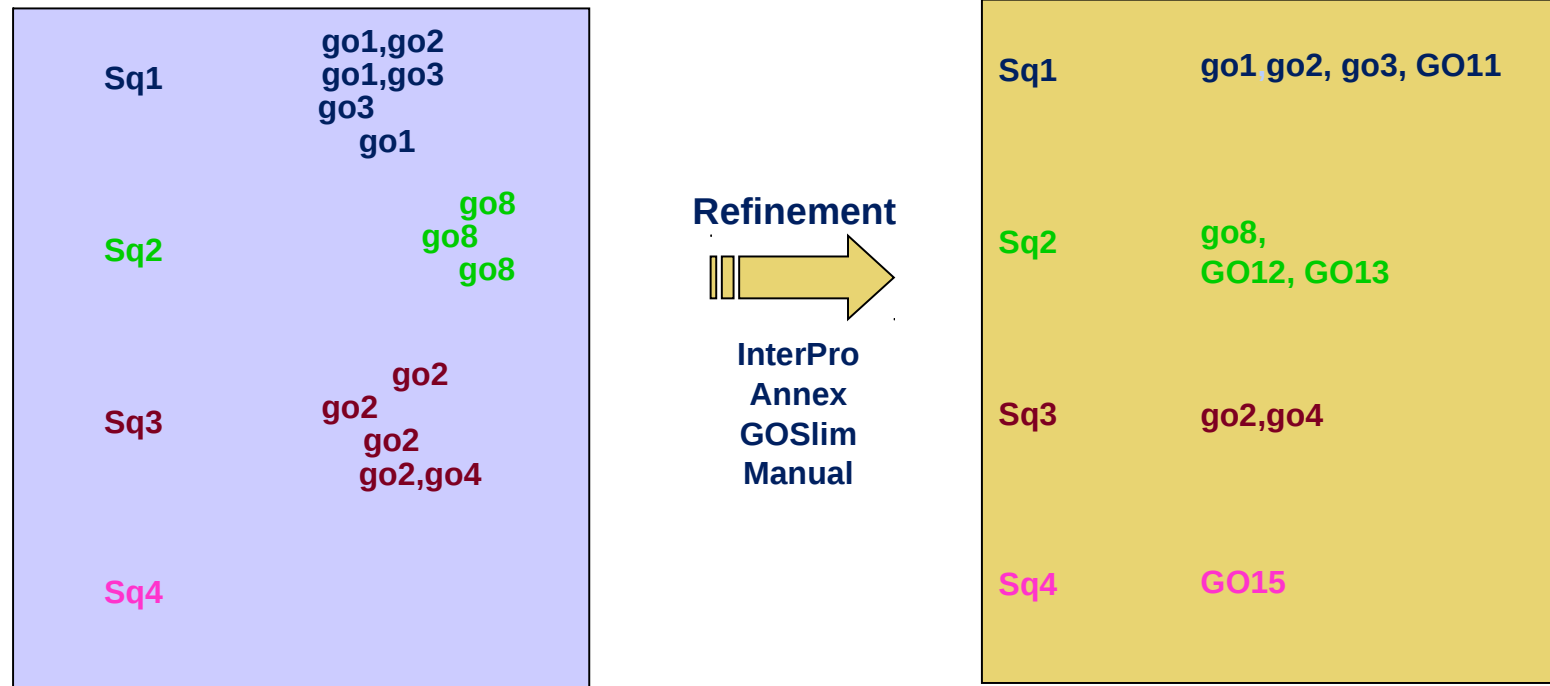 Sq1
go1,go2
go1,go3
go3
go1
Sq2
go8
go8
go8
Sq3
go2
go2
go2
go2,go4
Sq4
Refinement
InterPro
Annex
GOSlim
Manual
Sq1
go1 go2, go3, GO11
Sq2
go8,
GO12, GO13
Sq3
go2,go4
Sq4
GO15